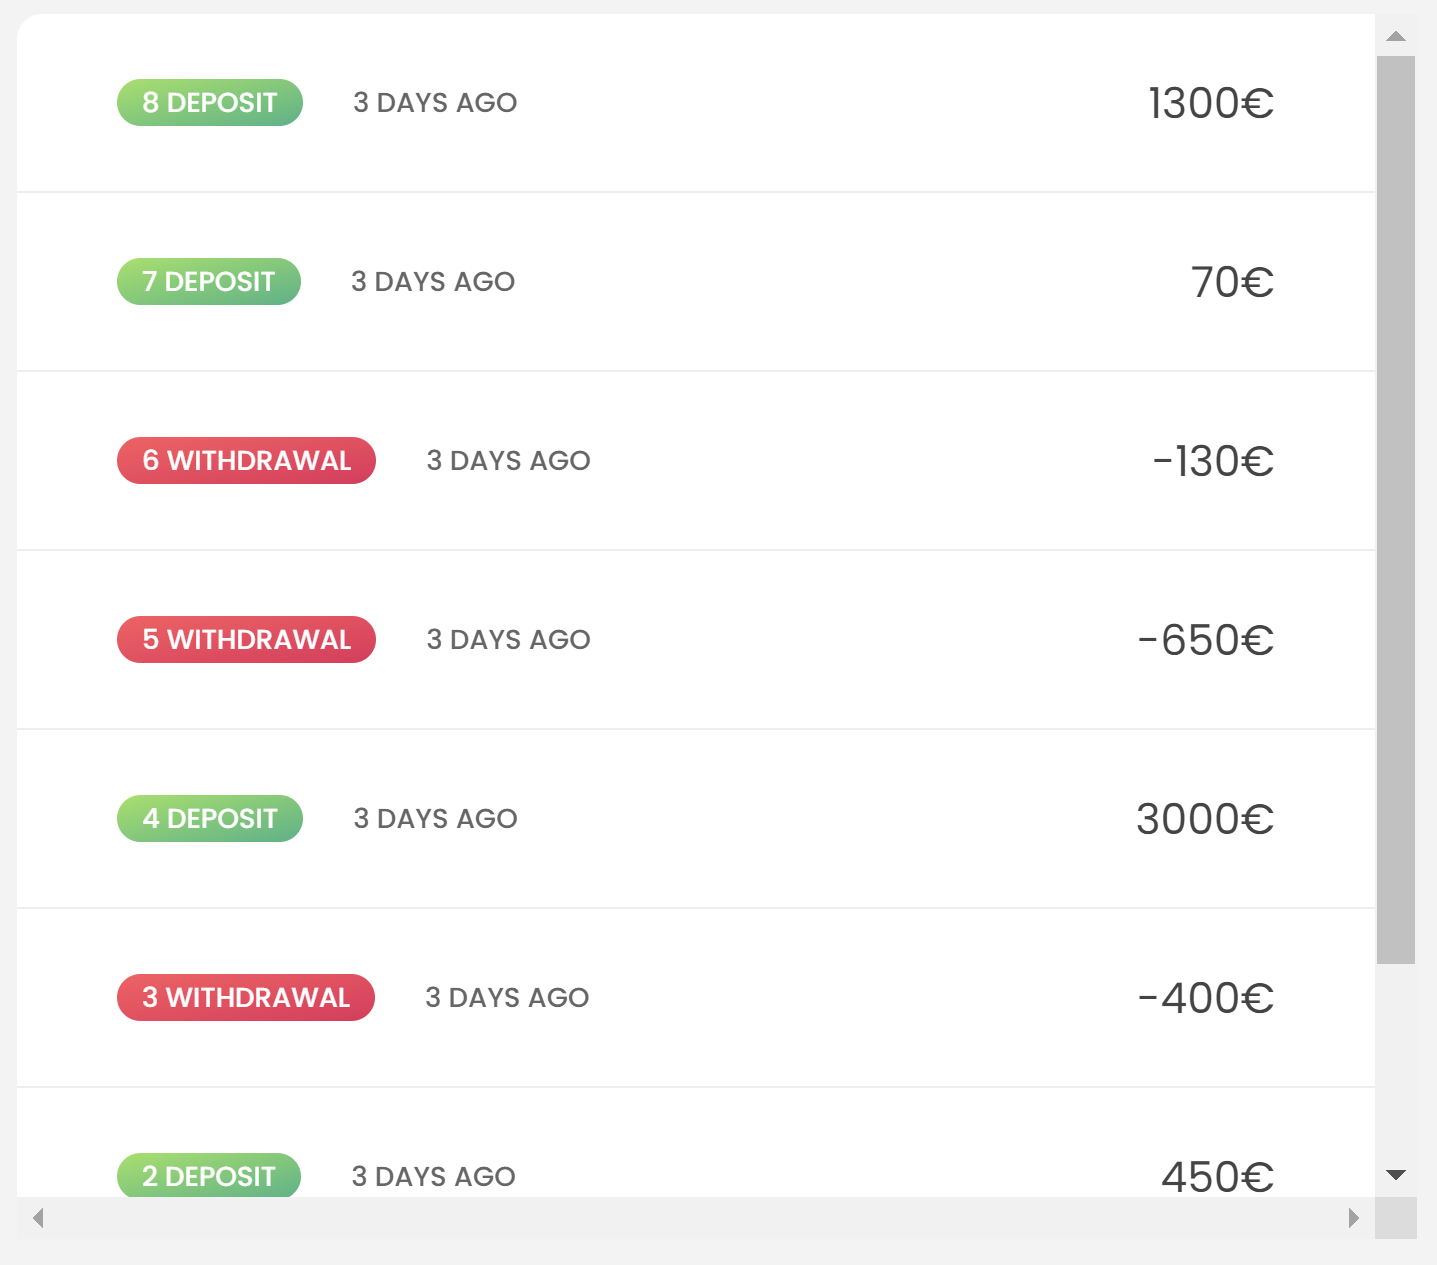 8 DEPOSIT 3 DAYS AGO 1300€
7 DEPOSIT 3 DAYS AGO 70€
6 WITHDRAWAL 3 DAYS AGO -130€
5 WITHDRAWAL 3 DAYS AGO -650€
4 DEPOSIT 3 DAYS AGO 3000€
3 WITHDRAWAL 3 DAYS AGO -400€
2 DEPOSIT 3 DAYS AGO 450€